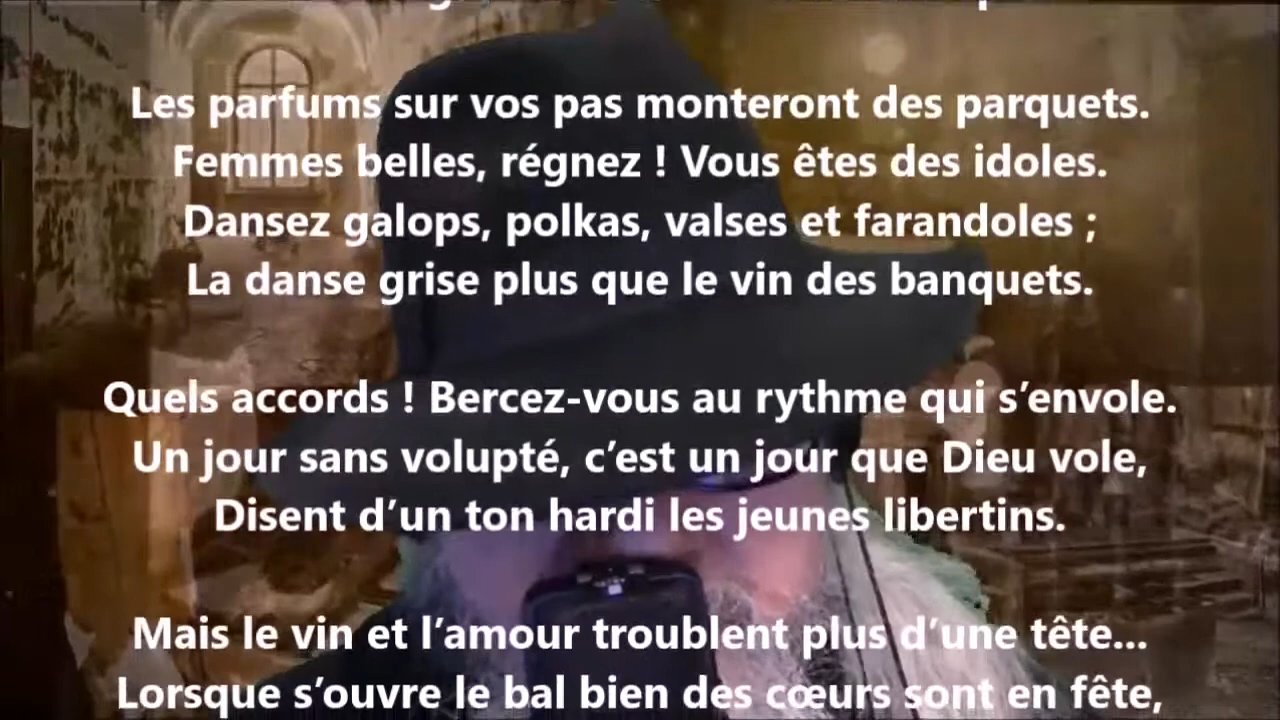 Les parfums sur vos pas monteront des parquets.
Femmes belles, régnez ! Vous êtes des idoles.
Dansez galops, polkas, valses et farandoles ;
La danse grise plus que le vin des banquets.
Quels accords ! Bercez-vous au rythme qui s’envole.
Un jour sans volupté, c’est un jour que Dieu vole,
Disent d’un ton hardi les jeunes libertins.
Mais le vin et l’amour troublent plus d’une tête...
Lorsque s’ouvre le bal bien des cœurs sont en fête,